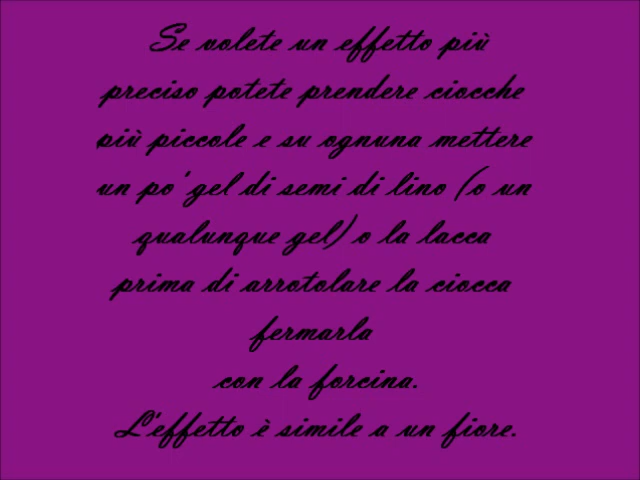 Se volete un effetto più
preciso potete prendere ciocche
più piccole e su ognuna mettere
un po' gel di semi di lino (o un
qualunque gel) o la lacca
prima di arrotolare la ciocca
fermarla
con la forcina.
L'effetto è simile a un fiore.